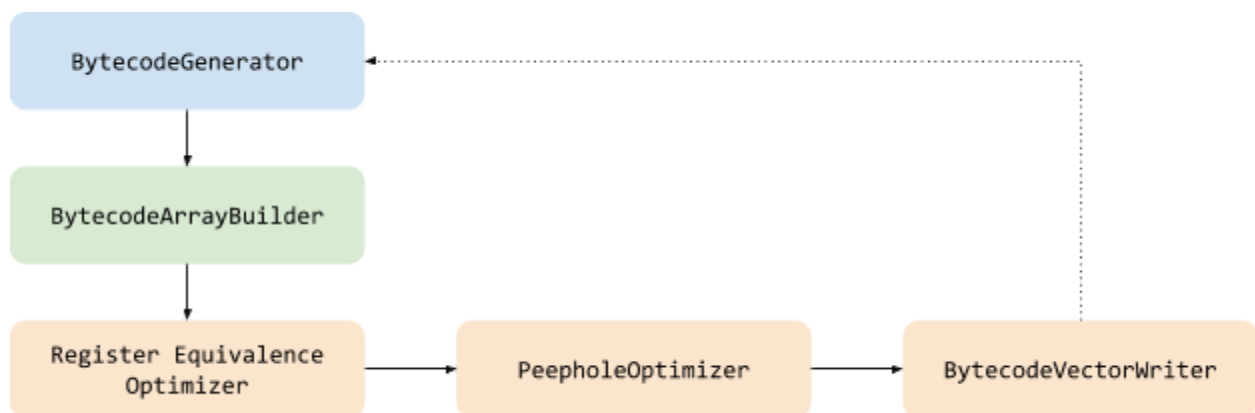 BytecodeGenerator
BytecodeArrayBuilder
Register Equivalence
Optimizer
PeepholeOptimizer
BytecodeVectorWriter